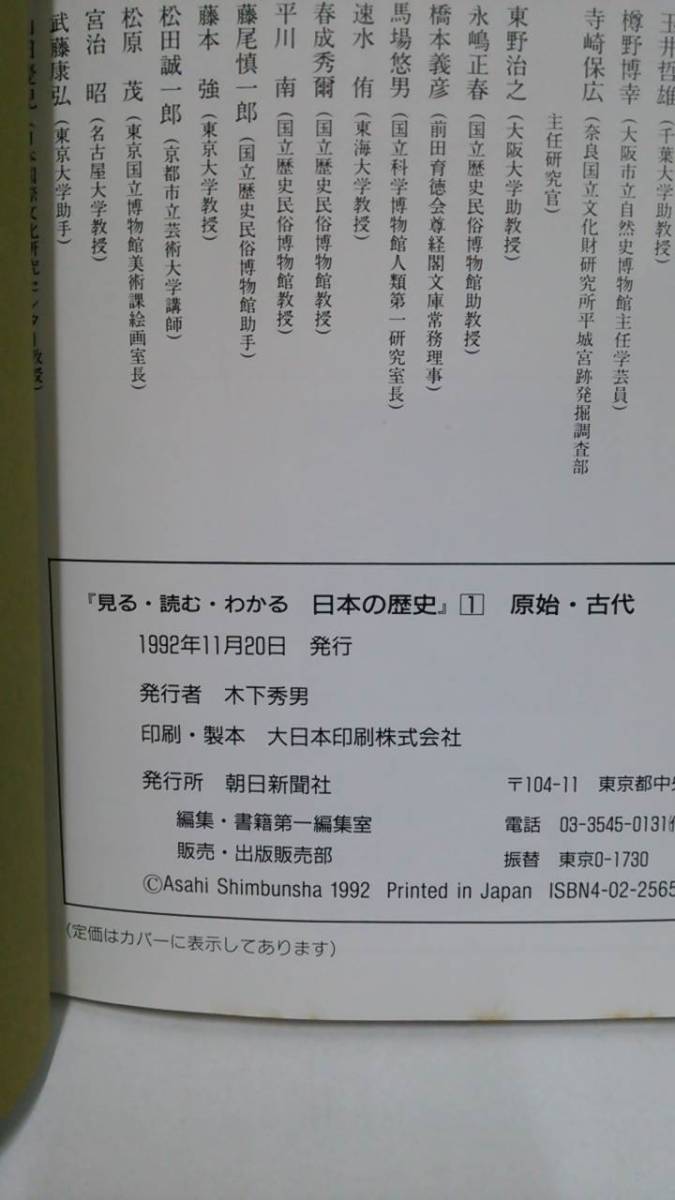 玉井哲雄（千葉大学助教授）
樽野博幸（大阪市立自然史博物館主任学芸員）
寺崎保広（奈良国立文化財研究所平城宮跡発掘調査部
主任研究官）
東野治之（大阪大学助教授）
永嶋正春（国立歴史民俗博物館助教授）
橋本義彦（前田育徳会尊経閣文庫常務理事）
馬場悠男（国立科学博物館人類第一研究室長）
速水　侑（東海大学教授）
春成秀爾（国立歴史民俗博物館教授）
平川　南（国立歴史民俗博物館教授）
藤尾慎一郎（国立歴史民俗博物館助手）
藤本　強（東京大学教授）
松田誠一郎（京都市立芸術大学講師）
松原　茂（東京国立博物館美術課絵画室長）
宮治　昭（名古屋大学教授）
武藤康弘（東京大学助手）
『見る・読む・わかる　日本の歴史』1　原始・古代
1992年11月20日　発行
発行者　木下秀男
印刷・製本　大日本印刷株式会社
発行所　朝日新聞社
〒104-11　東京都中央
編集・書籍第一編集室
電話　03-3545-0131
販売・出版販売部
振替　東京0-1730
©Asahi Shimbunsha 1992　Printed in Japan　ISBN4-02-2565
（定価はカバーに表示してあります）